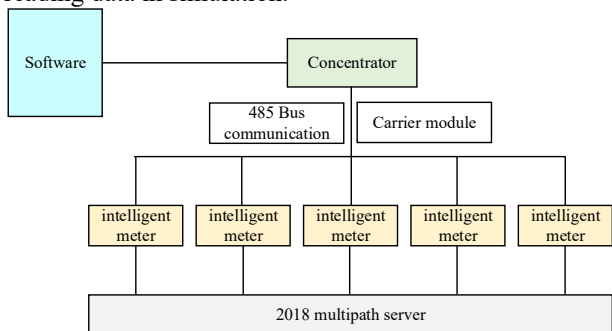 reading data in simulation.
Software
Concentrator
485 Bus
communication
Carrier module
intelligent
meter
intelligent
meter
intelligent
meter
intelligent
meter
intelligent
meter
2018 multipath server